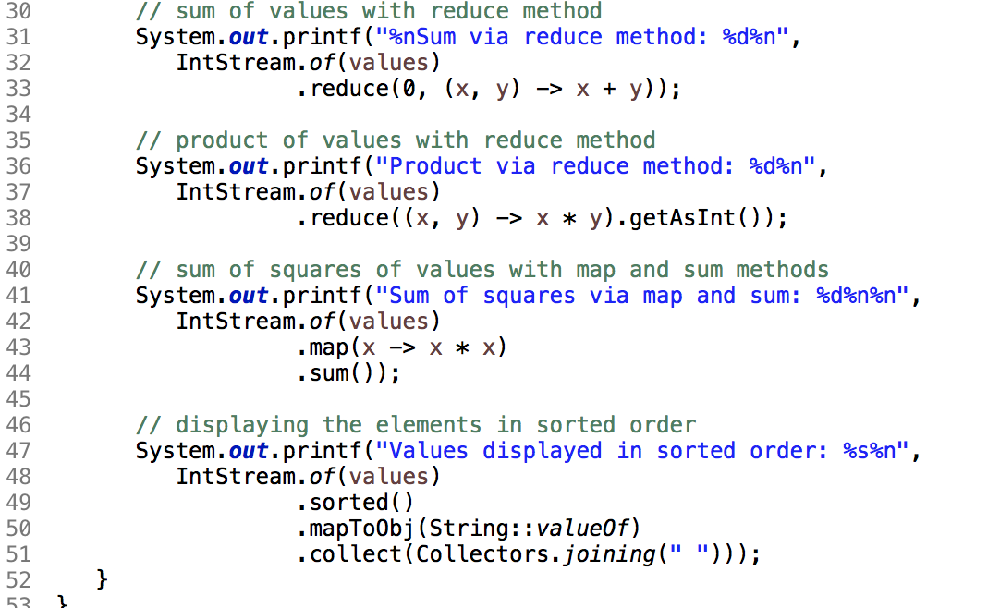 30 // sum of values with reduce method
31 System.out.printf("%nSum via reduce method: %d%n",
32 IntStream.of(values)
33 .reduce(0, (x, y) -> x + y));
34
35 // product of values with reduce method
36 System.out.printf("Product via reduce method: %d%n",
37 IntStream.of(values)
38 .reduce((x, y) -> x * y).getAsInt());
39
40 // sum of squares of values with map and sum methods
41 System.out.printf("Sum of squares via map and sum: %d%n%n",
42 IntStream.of(values)
43 .map(x -> x * x)
44 .sum());
45
46 // displaying the elements in sorted order
47 System.out.printf("Values displayed in sorted order: %s%n",
48 IntStream.of(values)
49 .sorted()
50 .mapToObj(String::valueOf)
51 .collect(Collectors.joining(" ")));
52 }
53 }